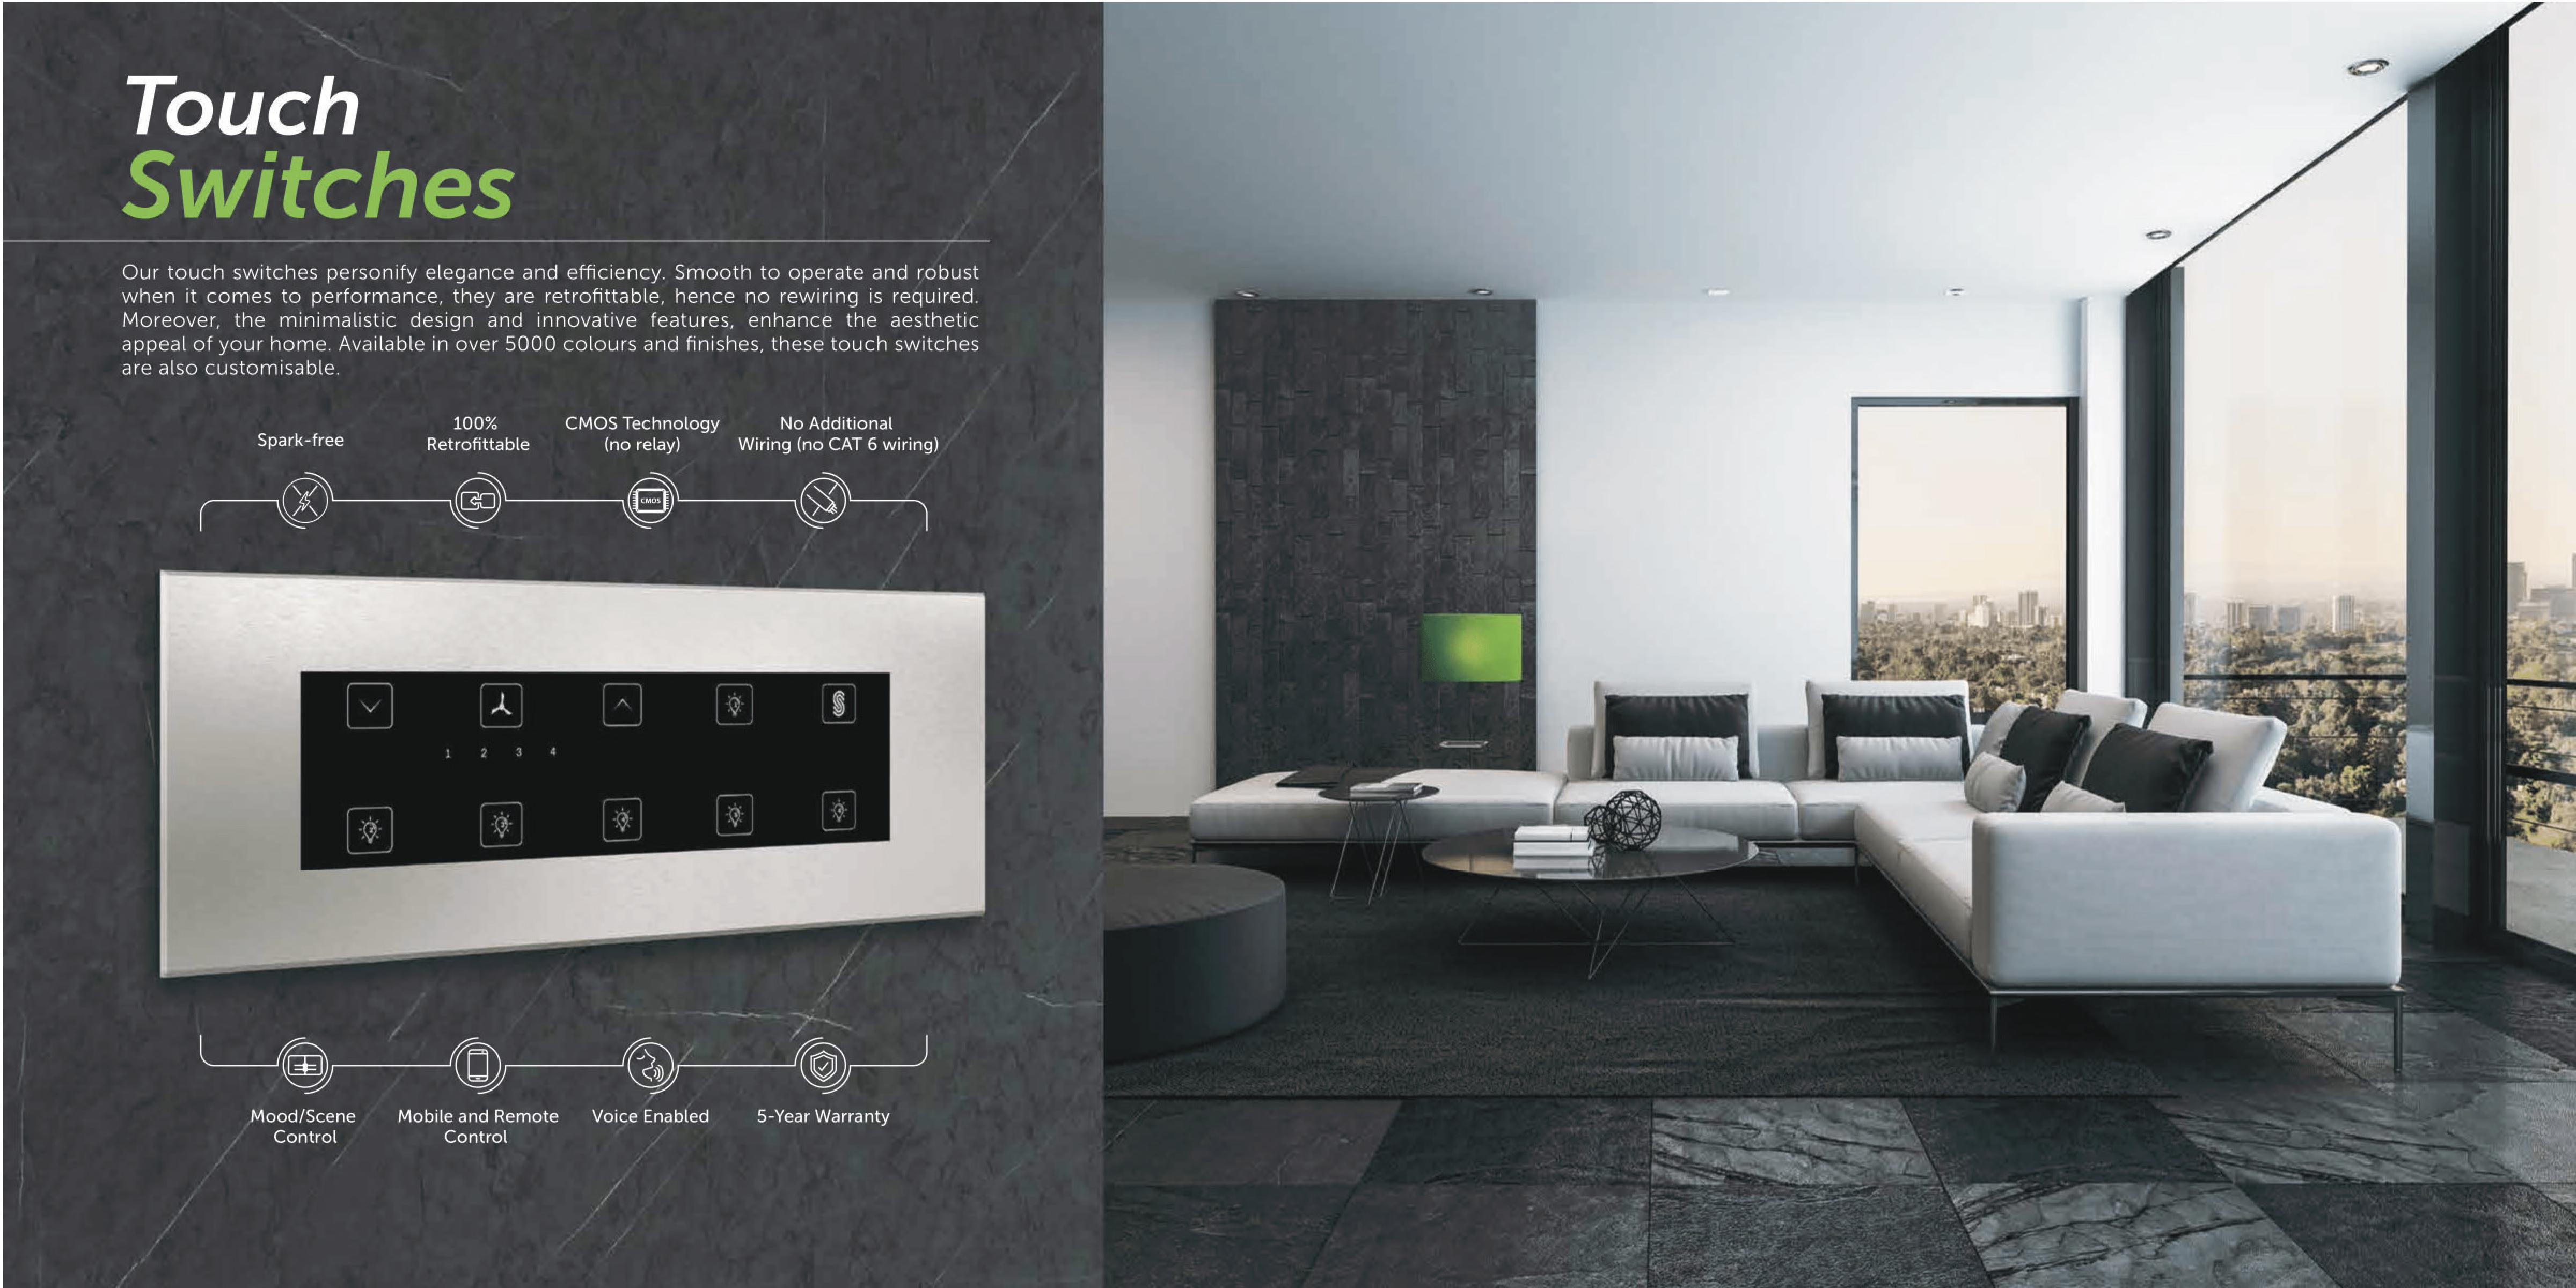 Touch
Switches
Our touch switches personify elegance and efficiency. Smooth to operate and robust
when it comes to performance, they are retrofittable, hence no rewiring is required.
Moreover, the minimalistic design and innovative features, enhance the aesthetic
appeal of your home. Available in over 5000 colours and finishes, these touch switches
are also customisable.
Spark-free
100%
Retrofittable
CMOS Technology
(no relay)
No Additional
Wiring (no CAT 6 wiring)
CMOS
1 2 3 4
Mood/Scene
Control
Mobile and Remote
Control
Voice Enabled
5-Year Warranty